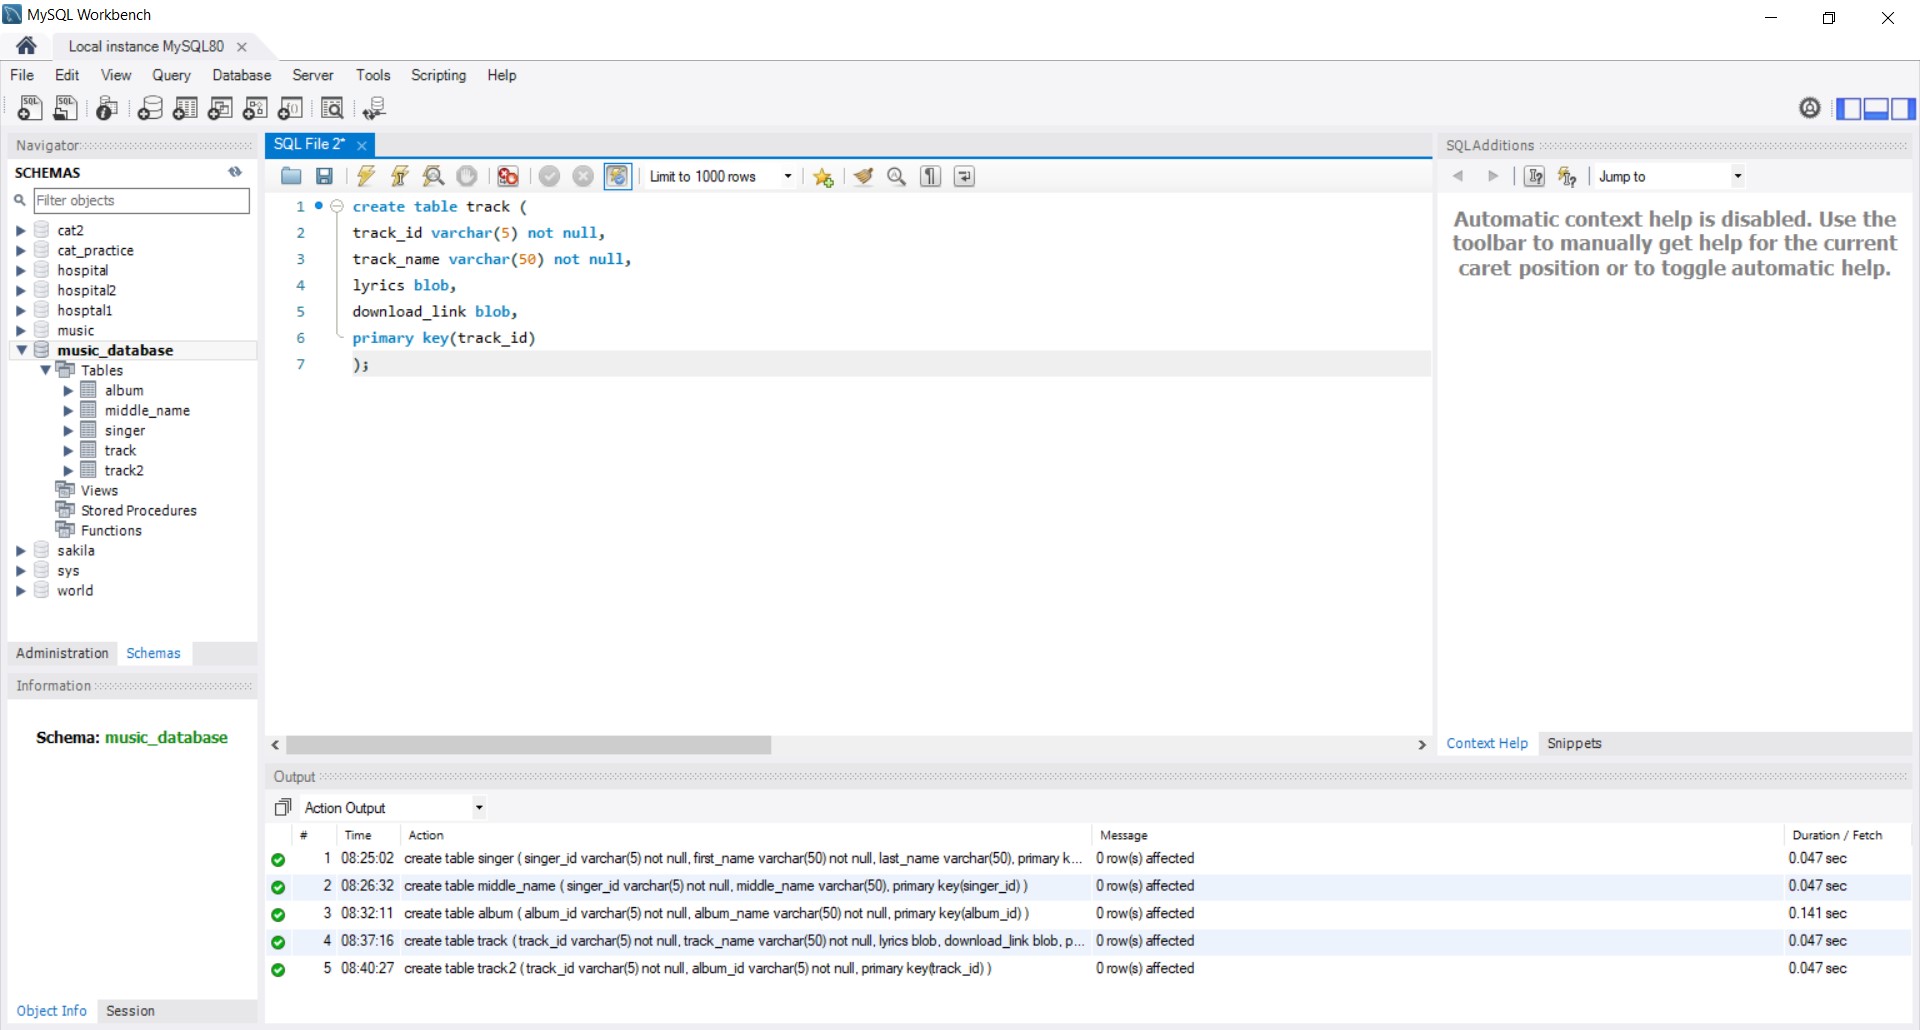 MySQL Workbench
Local instance MySQL80
File Edit View Query Database Server Tools Scripting Help
Navigator
SCHEMAS
Filter objects
cat2
cat_practice
hospital
hospital2
hosptal1
music
music_database
Tables
album
middle_name
singer
track
track2
Views
Stored Procedures
Functions
sakila
sys
world
Administration Schemas
Information
Schema: music_database
Object Info Session
SQL File 2*
Limit to 1000 rows
1 create table track (
2 track_id varchar(5) not null,
3 track_name varchar(50) not null,
4 lyrics blob,
5 download_link blob,
6 primary key(track_id)
7 );
SQLAdditions
Jump to
Automatic context help is disabled. Use the
toolbar to manually get help for the current
caret position or to toggle automatic help.
Context Help Snippets
Output
Action Output
# Time Action Message Duration / Fetch
1 08:25:02 create table singer ( singer_id varchar(5) not null, first_name varchar(50) not null, last_name varchar(50), primary k... 0 row(s) affected 0.047 sec
2 08:26:32 create table middle_name ( singer_id varchar(5) not null, middle_name varchar(50), primary key(singer_id) ) 0 row(s) affected 0.047 sec
3 08:32:11 create table album ( album_id varchar(5) not null, album_name varchar(50) not null, primary key(album_id) ) 0 row(s) affected 0.141 sec
4 08:37:16 create table track ( track_id varchar(5) not null, track_name varchar(50) not null, lyrics blob, download_link blob, p... 0 row(s) affected 0.047 sec
5 08:40:27 create table track2 ( track_id varchar(5) not null, album_id varchar(5) not null, primary key(track_id) ) 0 row(s) affected 0.047 sec